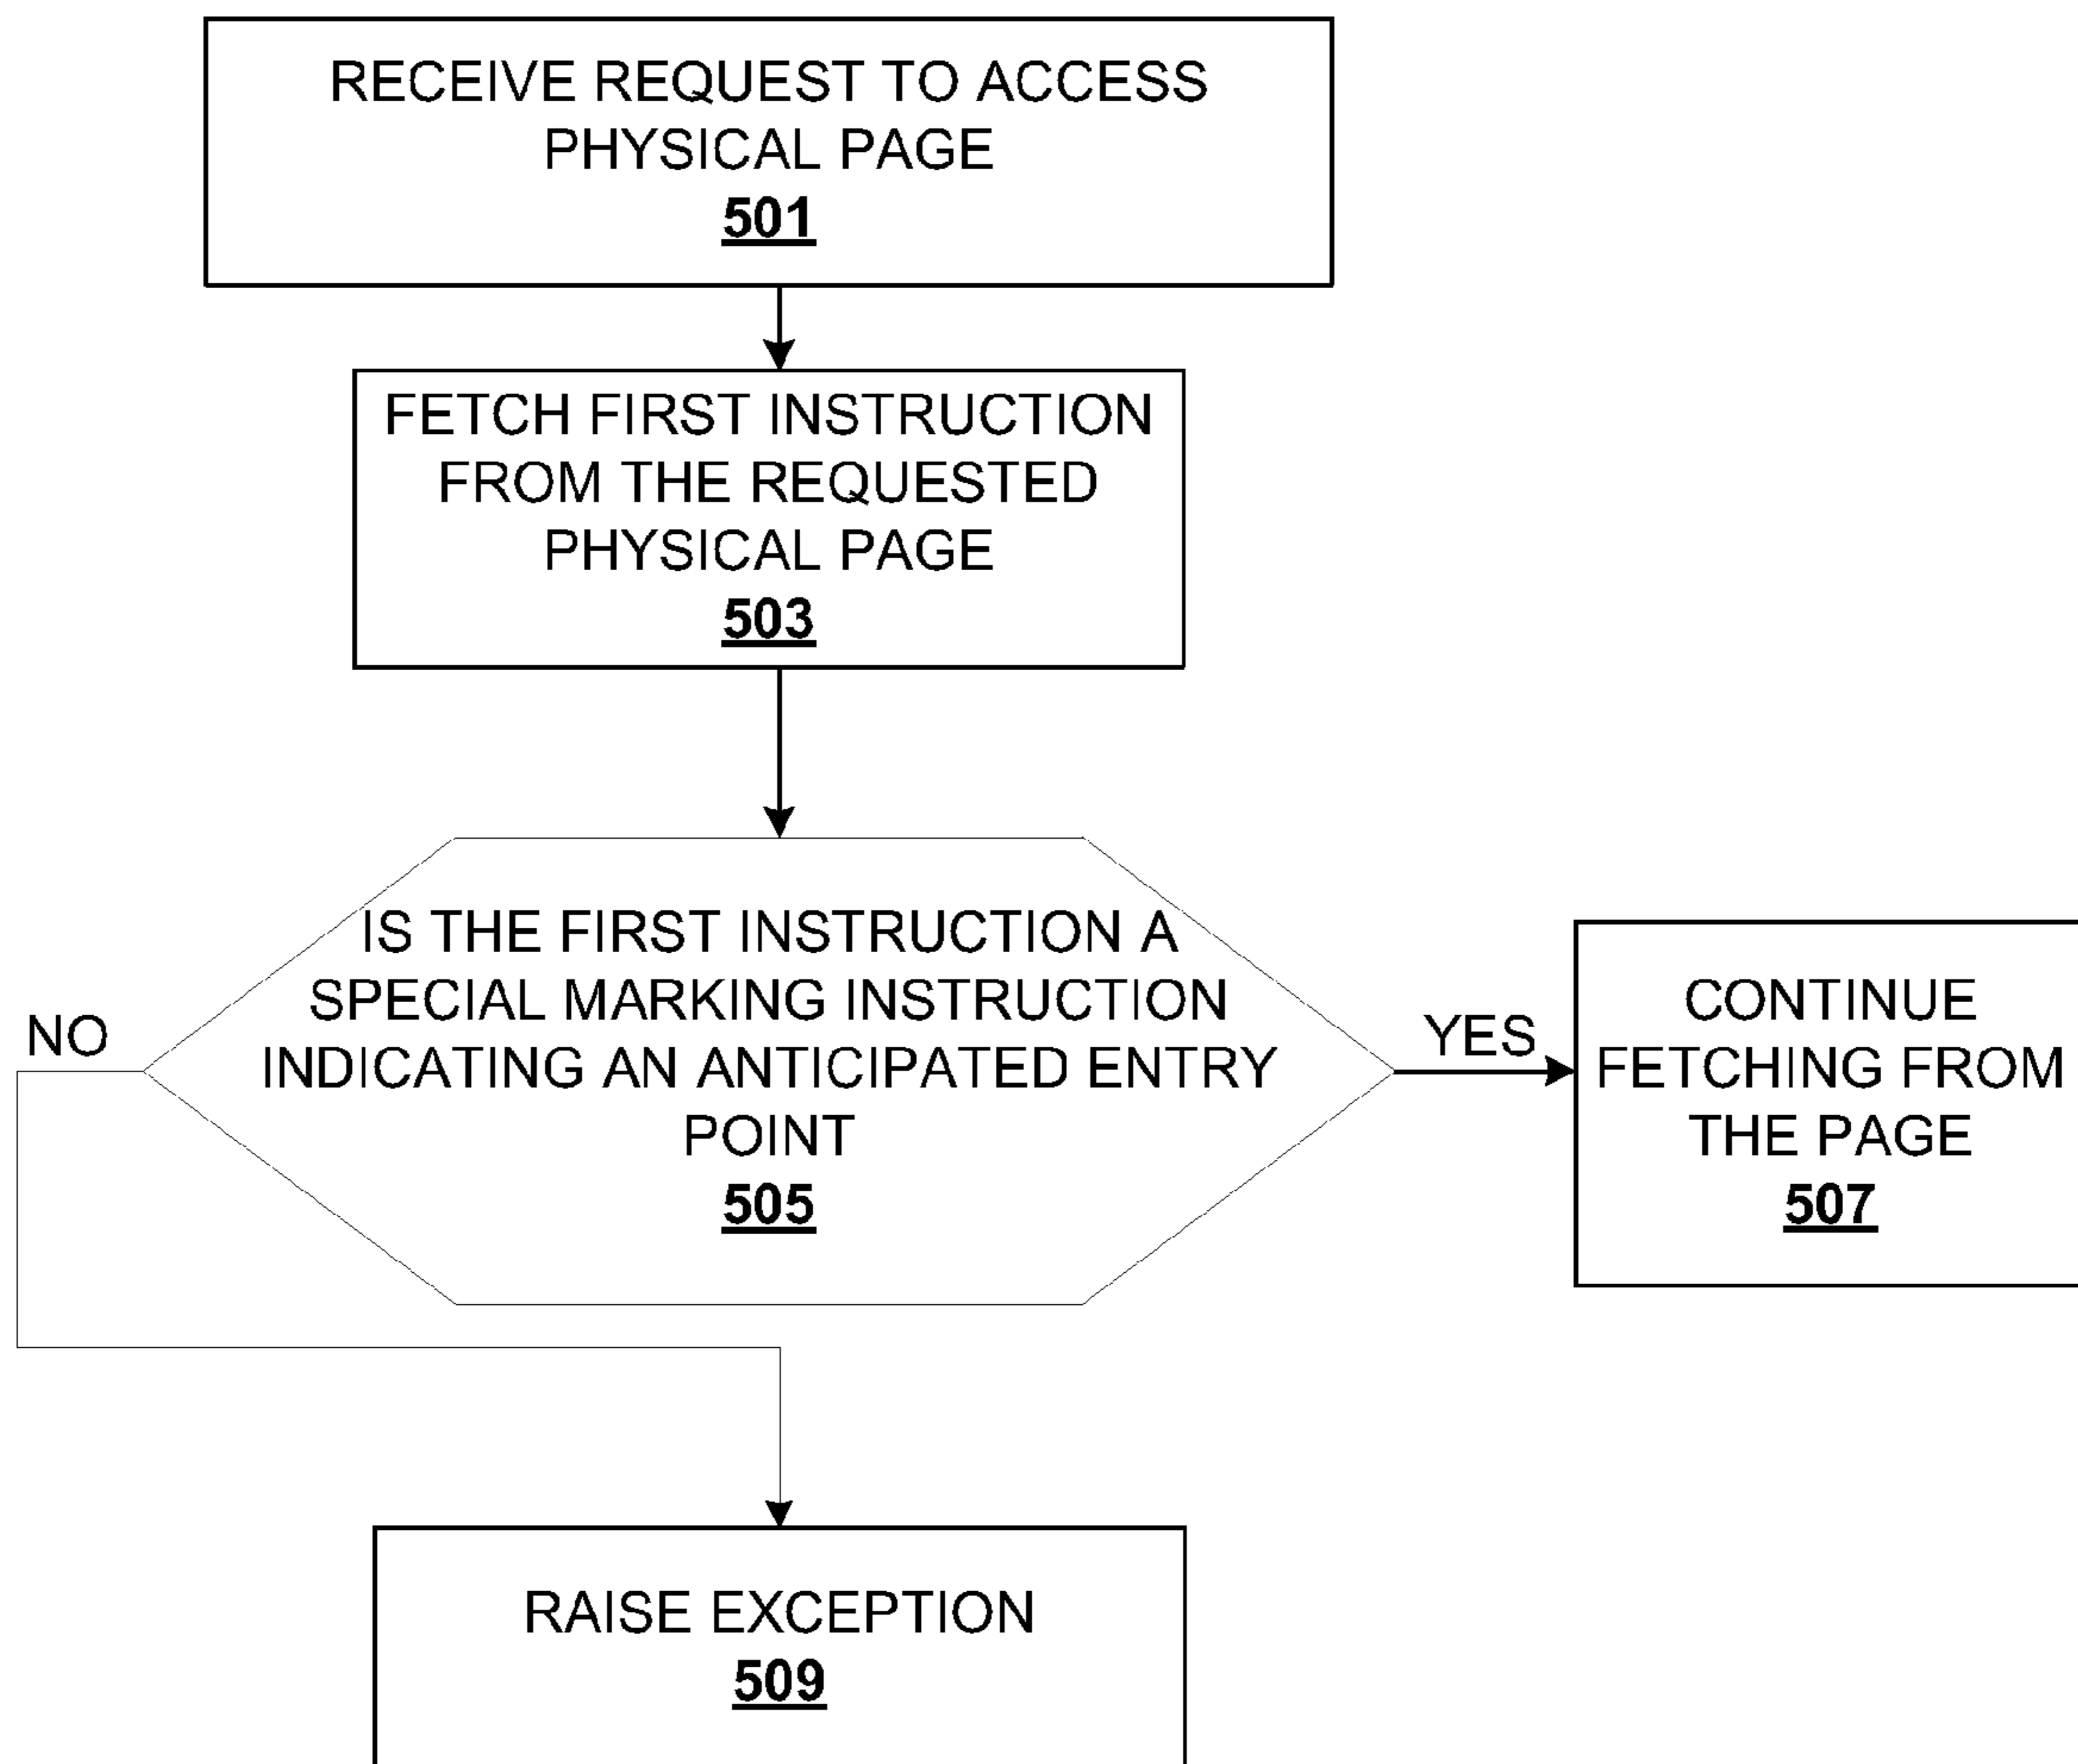 RECEIVE REQUEST TO ACCESS
PHYSICAL PAGE
501
FETCH FIRST INSTRUCTION
FROM THE REQUESTED
PHYSICAL PAGE
503
IS THE FIRST INSTRUCTION A
SPECIAL MARKING INSTRUCTION
INDICATING AN ANTICIPATED ENTRY
POINT
505
NO
YES
CONTINUE
FETCHING FROM
THE PAGE
507
RAISE EXCEPTION
509